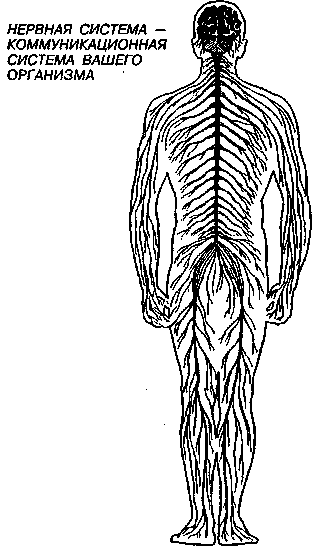 НЕРВНАЯ СИСТЕМА –
КОММУНИКАЦИОННАЯ
СИСТЕМА ВАШЕГО
ОРГАНИЗМА